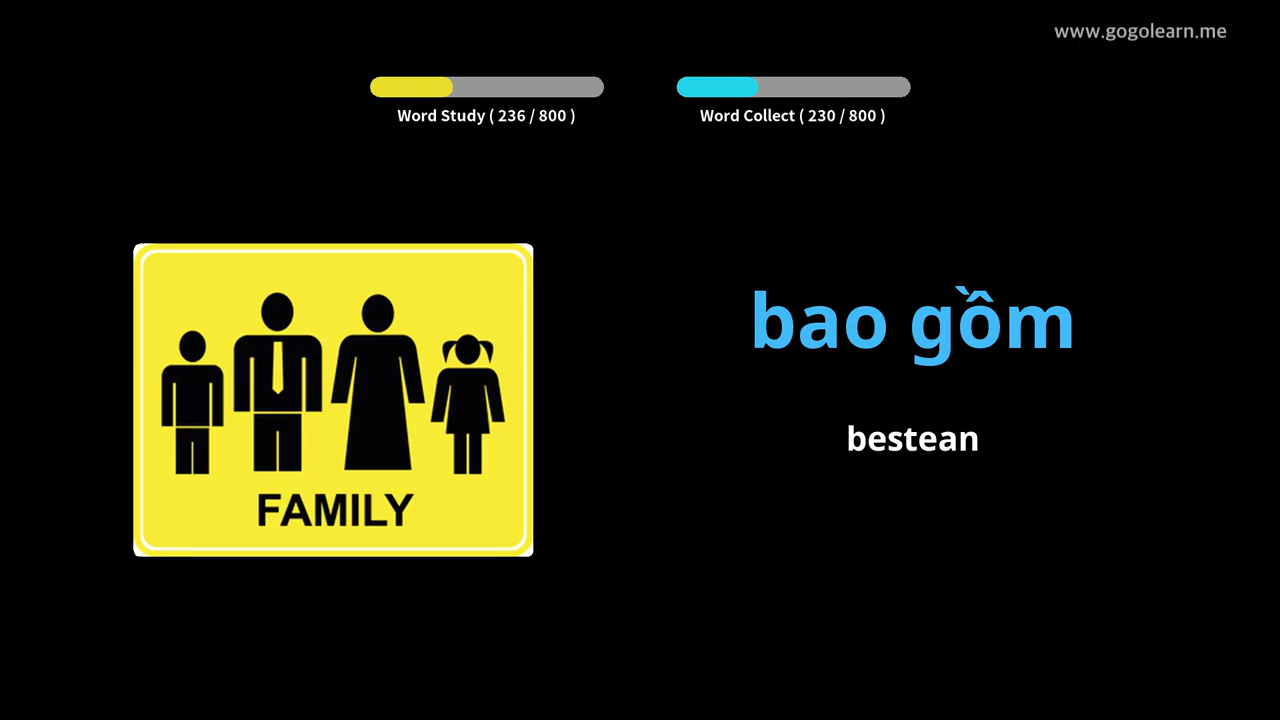 www.gogolearn.me
Word Study ( 236 / 800 )
Word Collect ( 230 / 800 )
bao gồm
bestean
FAMILY